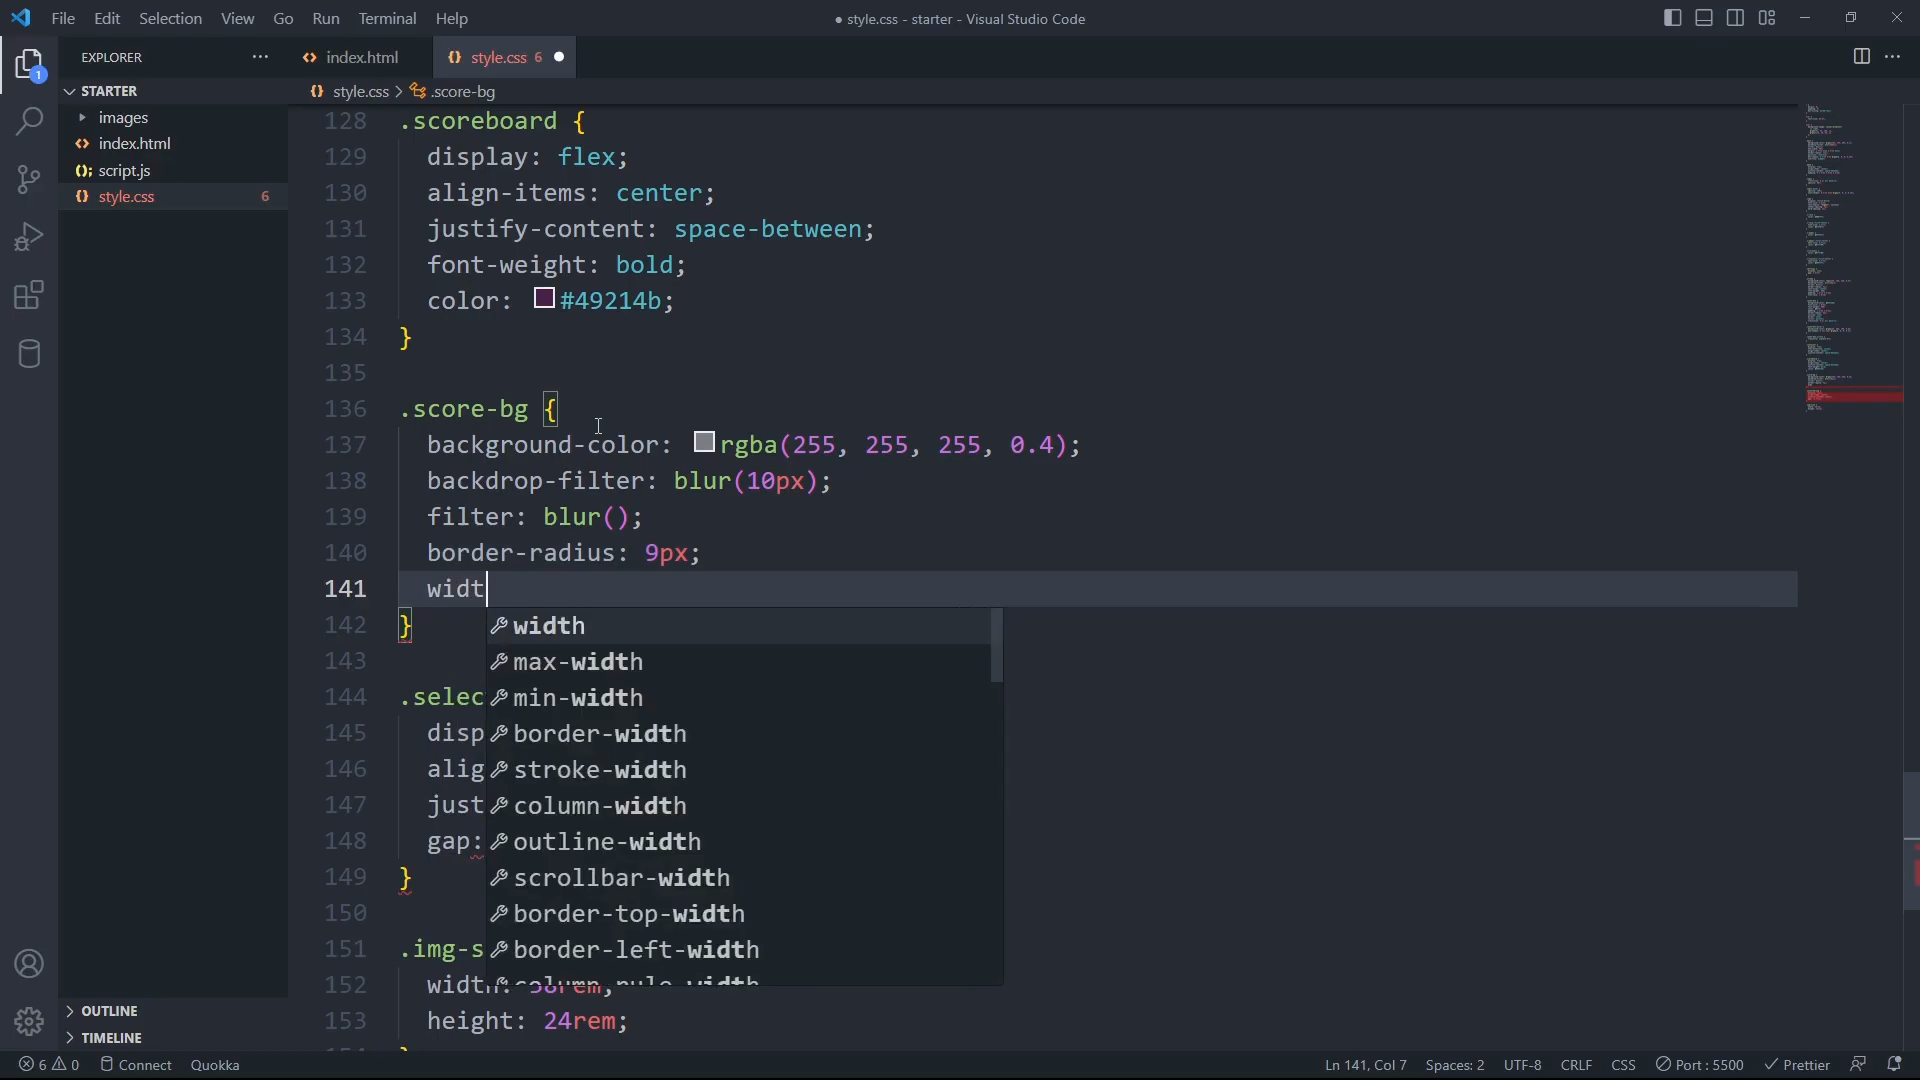 File Edit Selection View Go Run Terminal Help
● style.css - starter - Visual Studio Code
EXPLORER
index.html
style.css 6
STARTER
style.css > .score-bg
images
index.html
script.js
style.css 6
128 .scoreboard {
129 display: flex;
130 align-items: center;
131 justify-content: space-between;
132 font-weight: bold;
133 color: #49214b;
134 }
135
136 .score-bg {
137 background-color: rgba(255, 255, 255, 0.4);
138 backdrop-filter: blur(10px);
139 filter: blur();
140 border-radius: 9px;
141 widt
142 }
width
143
max-width
144 .selec
min-width
145 disp
border-width
146 alig
stroke-width
147 just
column-width
148 gap:
outline-width
149 }
scrollbar-width
150
border-top-width
151 .img-s
border-left-width
152
153 height: 24rem;
OUTLINE
TIMELINE
6 0 Connect Quokka
Ln 141, Col 7 Spaces: 2 UTF-8 CRLF CSS Port : 5500 Prettier